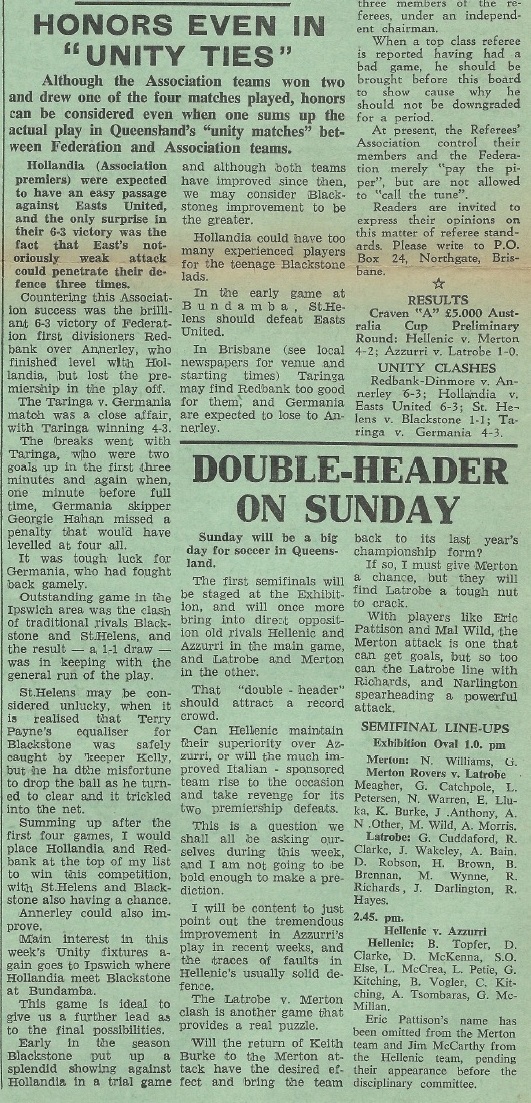 HONORS EVEN IN
"UNITY TIES"
Although the Association teams won two
and drew one of the four matches played, honors
can be considered even when one sums up the
actual play in Queensland's "unity matches" bet-
ween Federation and Association teams.
Hollandia (Association
premiers) were expected
to have an easy passage
against Easts United,
and the only surprise in
their 6-3 victory was the
fact that East's not-
oriously weak attack
could penetrate their de-
fence three times.
Countering this Associat-
ion success was the brilli-
ant 6-3 victory of Federat-
ion first divisioners Red-
bank over Annerley, who
finished level with Hol-
landia, but lost the pre-
miership in the play off.
The Taringa v. Germania
match was a close affair,
with Taringa winning 4-3.
The breaks went with
Taringa, who were two
goals up in the first three
minutes and again when,
one minute before full
time, Germania skipper
Georgie Hahan missed a
penalty that would have
levelled at four all.
It was tough luck for
Germania, who had fought
back gamely.
Outstanding game in the
Ipswich area was the clash
of traditional rivals Black-
stone and St.Helens, and
the result — a 1-1 draw —
was in keeping with the
general run of the play.
St.Helens may be con-
sidered unlucky, when it
is realised that Terry
Payne's equaliser for
Blackstone was safely
caught by 'keeper Kelly,
but he ha dthe misfortune
to drop the ball as he turn-
ed to clear and it trickled
into the net.
Summing up after the
first four games, I would
place Hollandia and Red-
bank at the top of my list
to win this competition,
with St.Helens and Black-
stone also having a chance.
Annerley could also im-
prove.
Main interest in this
week's Unity fixtures a-
gain goes to Ipswich where
Hollandia meet Blackstone
at Bundamba.
This game is ideal to
give us a further lead as
to the final possibilities.
Early in the season
Blackstone put up a
splendid showing against
Hollandia in a trial game
and although both teams
have improved since then,
we may consider Black-
stones improvement to be
the greater.
Hollandia could have too
many experienced players
for the teenage Blackstone
lads.
In the early game at
Bundamba, St.He-
lens should defeat Easts
United.
In Brisbane (see local
newspapers for venue and
starting times) Taringa
may find Redbank too good
for them, and Germania
are expected to lose to An-
nerley.
three members of the re-
ferees, under an independ-
ent chairman.
When a top class referee
is reported having had a
bad game, he should be
brought before this board
to show cause why he
should not be downgraded
for a period.
At present, the Referees'
Association control their
members and the Federa-
tion merely "pay the pi-
per", but are not allowed
to "call the tune".
Readers are invited to
express their opinions on
this matter of referee stand-
ards. Please write to P.O.
Box 24, Northgate, Bris-
bane.
☆
RESULTS
Craven "A" £5.000 Aust-
ralia Cup Preliminary
Round: Hellenic v. Merton
4-2; Azzurri v. Latrobe 1-0.
UNITY CLASHES
Redbank-Dinmore v. An-
nerley 6-3; Hollandia v.
Easts United 6-3; St. He-
lens v. Blackstone 1-1; Ta-
ringa v. Germania 4-3.
DOUBLE-HEADER
ON SUNDAY
Sunday will be a big
day for soccer in Queens-
land.
The first semifinals will
be staged at the Exhibit-
ion, and will once more
bring into direct opposit-
ion old rivals Hellenic and
Azzurri in the main game,
and Latrobe and Merton
in the other.
That "double - header"
should attract a record
crowd.
Can Hellenic maintain
their superiority over Az-
zurri, or will the much im-
proved Italian - sponsored
team rise to the occasion
and take revenge for its
two premiership defeats.
This is a question we
shall all be asking our-
selves during this week,
and I am not going to be
bold enough to make a pre-
diction.
I will be content to just
point out the tremendous
improvement in Azzurri's
play in recent weeks, and
the traces of faults in
Hellenic's usually solid de-
fence.
The Latrobe v. Merton
clash is another game that
provides a real puzzle.
Will the return of Keith
Burke to the Merton at-
tack have the desired ef-
fect and bring the team
back to its last year's
championship form?
If so, I must give Merton
a chance, but they will
find Latrobe a tough nut
to crack.
With players like Eric
Pattison and Mal Wild, the
Merton attack is one that
can get goals, but so too
can the Latrobe line with
Richards, and Narlington
spearheading a powerful
attack.
SEMIFINAL LINE-UPS
Exhibition Oval 1.0. pm
Merton: N. Williams, G.
Merton Rovers v. Latrobe
Meagher, G. Catchpole, L.
Petersen, N. Warren, E. Llu-
ka, K. Burke, J .Anthony, A.
N .Other, M. Wild, A. Morris.
Latrobe: G. Cuddaford, R.
Clarke, J. Wakeley, A. Bain,
D. Robson, H. Brown, B.
Brennan, M. Wynne, R.
Richards, J. Darlington, R.
Hayes.
2.45. pm.
Hellenic v. Azzurri
Hellenic: B. Topfer, D.
Clarke, D. McKenna, S.O.
Else, L. McCrea, L. Petie, G.
Kitching, B. Vogler, C. Kit-
ching, A. Tsombaras, G. Mc-
Millan.
Eric Pattison's name has
been omitted from the Merton
team and Jim McCarthy from
the Hellenic team, pending
their appearance before the
disciplinary committee.